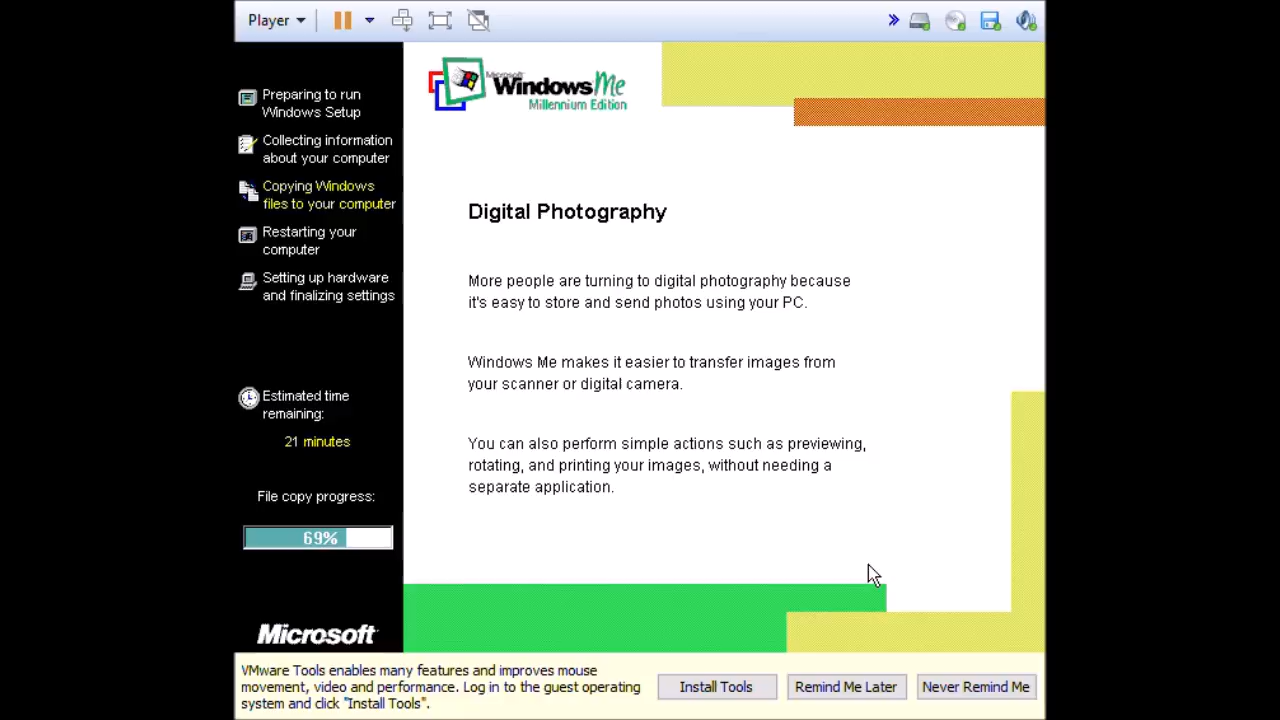 Player
Preparing to run
Windows Setup
Collecting information
about your computer
Copying Windows
files to your computer
Restarting your
computer
Setting up hardware
and finalizing settings
Estimated time
remaining:
21 minutes
File copy progress:
69%
Microsoft
Microsoft
Windows Me
Millennium Edition
Digital Photography
More people are turning to digital photography because
it's easy to store and send photos using your PC.
Windows Me makes it easier to transfer images from
your scanner or digital camera.
You can also perform simple actions such as previewing,
rotating, and printing your images, without needing a
separate application.
VMware Tools enables many features and improves mouse
movement, video and performance. Log in to the guest operating
system and click "Install Tools".
Install Tools
Remind Me Later
Never Remind Me